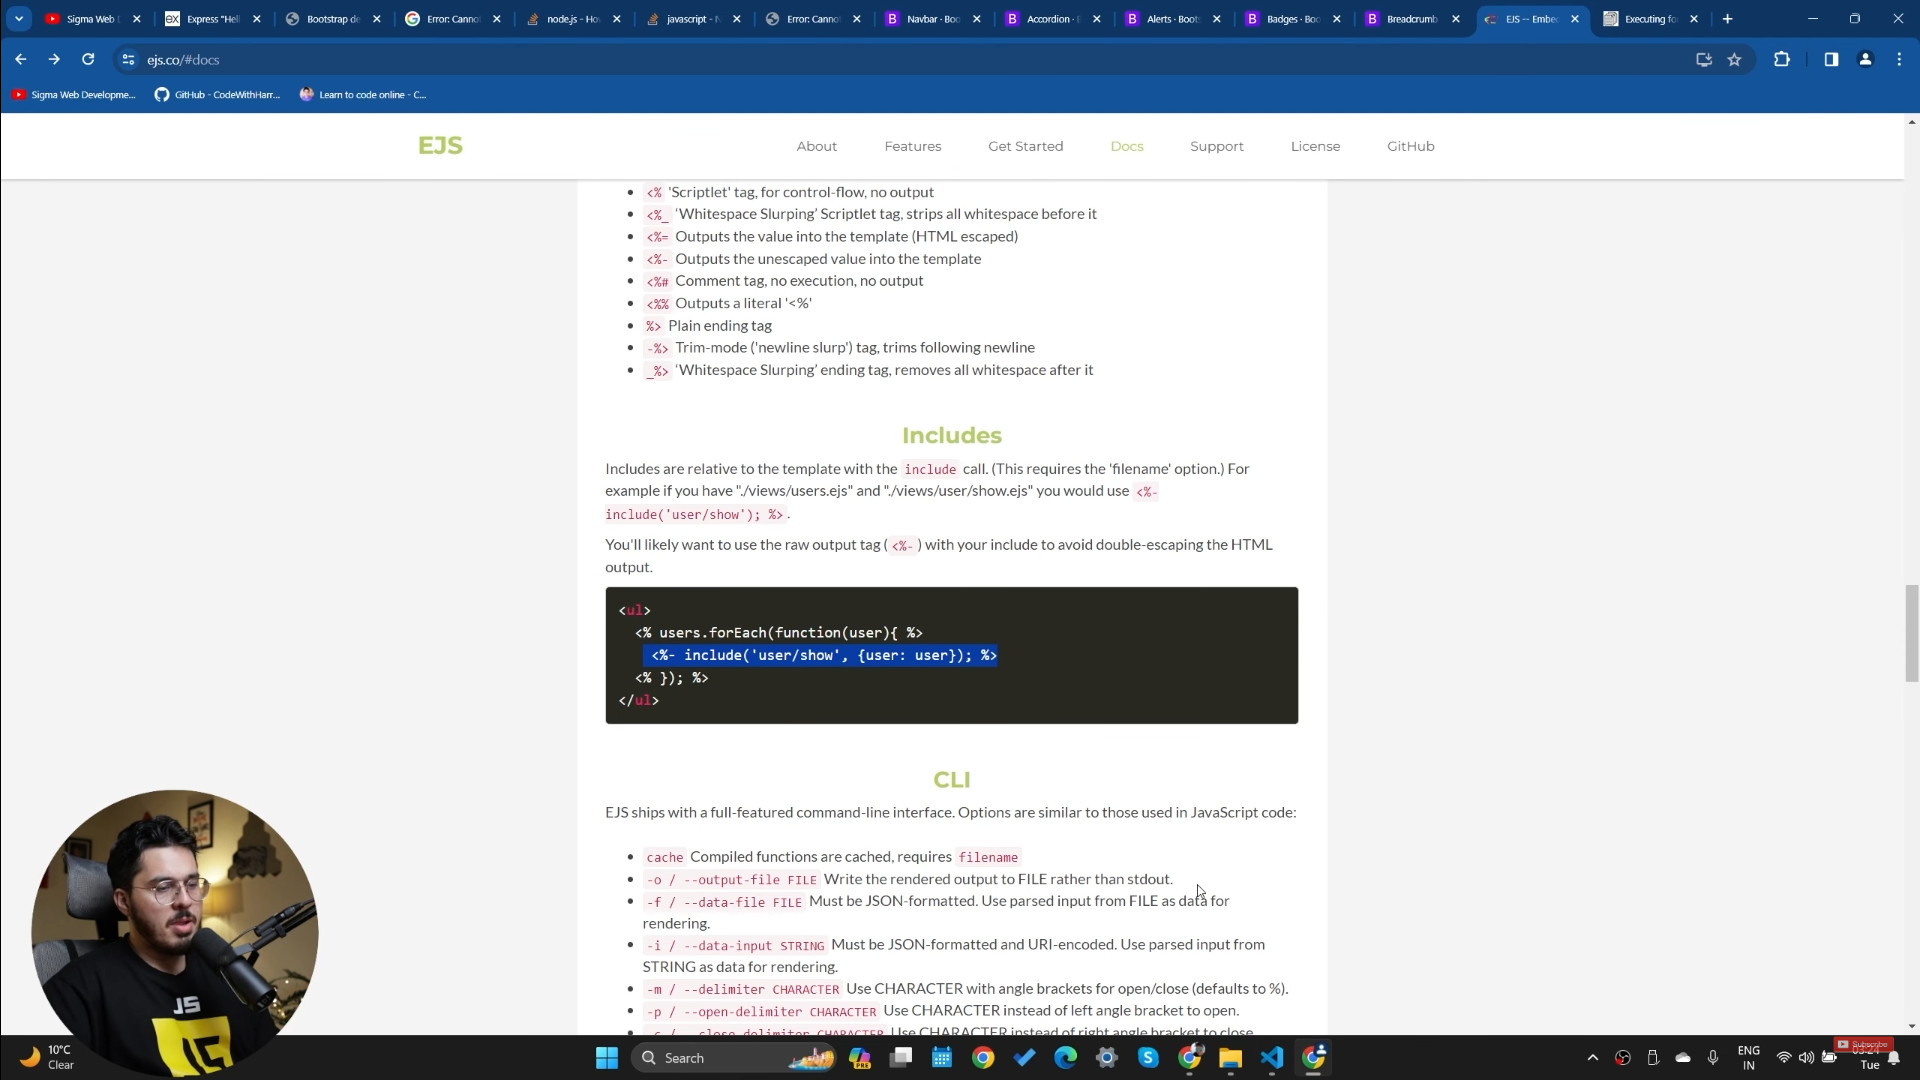 Sigma Web
Express "Hell
Bootstrap de
Error: Canno
node.js - Ho
javascript - N
Error: Canno
Navbar · Boo
Accordion · B
Alerts · Boots
Badges · Boo
Breadcrumb
EJS -- Embe
Executing fo
ejs.co/#docs
Sigma Web Developme...
GitHub - CodeWithHarr...
Learn to code online - C...
EJS
About
Features
Get Started
Docs
Support
License
GitHub
<% 'Scriptlet' tag, for control-flow, no output
<%_ ‘Whitespace Slurping’ Scriptlet tag, strips all whitespace before it
<%= Outputs the value into the template (HTML escaped)
<%- Outputs the unescaped value into the template
<%# Comment tag, no execution, no output
<%% Outputs a literal '<%'
%> Plain ending tag
-%> Trim-mode ('newline slurp') tag, trims following newline
_%> ‘Whitespace Slurping’ ending tag, removes all whitespace after it
Includes
Includes are relative to the template with the include call. (This requires the 'filename' option.) For
example if you have "./views/users.ejs" and "./views/user/show.ejs" you would use <%-
include('user/show'); %>.
You'll likely want to use the raw output tag (<%-) with your include to avoid double-escaping the HTML
output.
<ul>
<% users.forEach(function(user){ %>
<%- include('user/show', {user: user}); %>
<% }); %>
</ul>
CLI
EJS ships with a full-featured command-line interface. Options are similar to those used in JavaScript code:
cache Compiled functions are cached, requires filename
-o / --output-file FILE Write the rendered output to FILE rather than stdout.
-f / --data-file FILE Must be JSON-formatted. Use parsed input from FILE as data for
rendering.
-i / --data-input STRING Must be JSON-formatted and URI-encoded. Use parsed input from
STRING as data for rendering.
-m / --delimiter CHARACTER Use CHARACTER with angle brackets for open/close (defaults to %).
-p / --open-delimiter CHARACTER Use CHARACTER instead of left angle bracket to open.
-c / --close-delimiter CHARACTER Use CHARACTER instead of right angle bracket to close.
JS
10°C
Clear
Search
PRE
ENG
IN
Subscribe
Tue